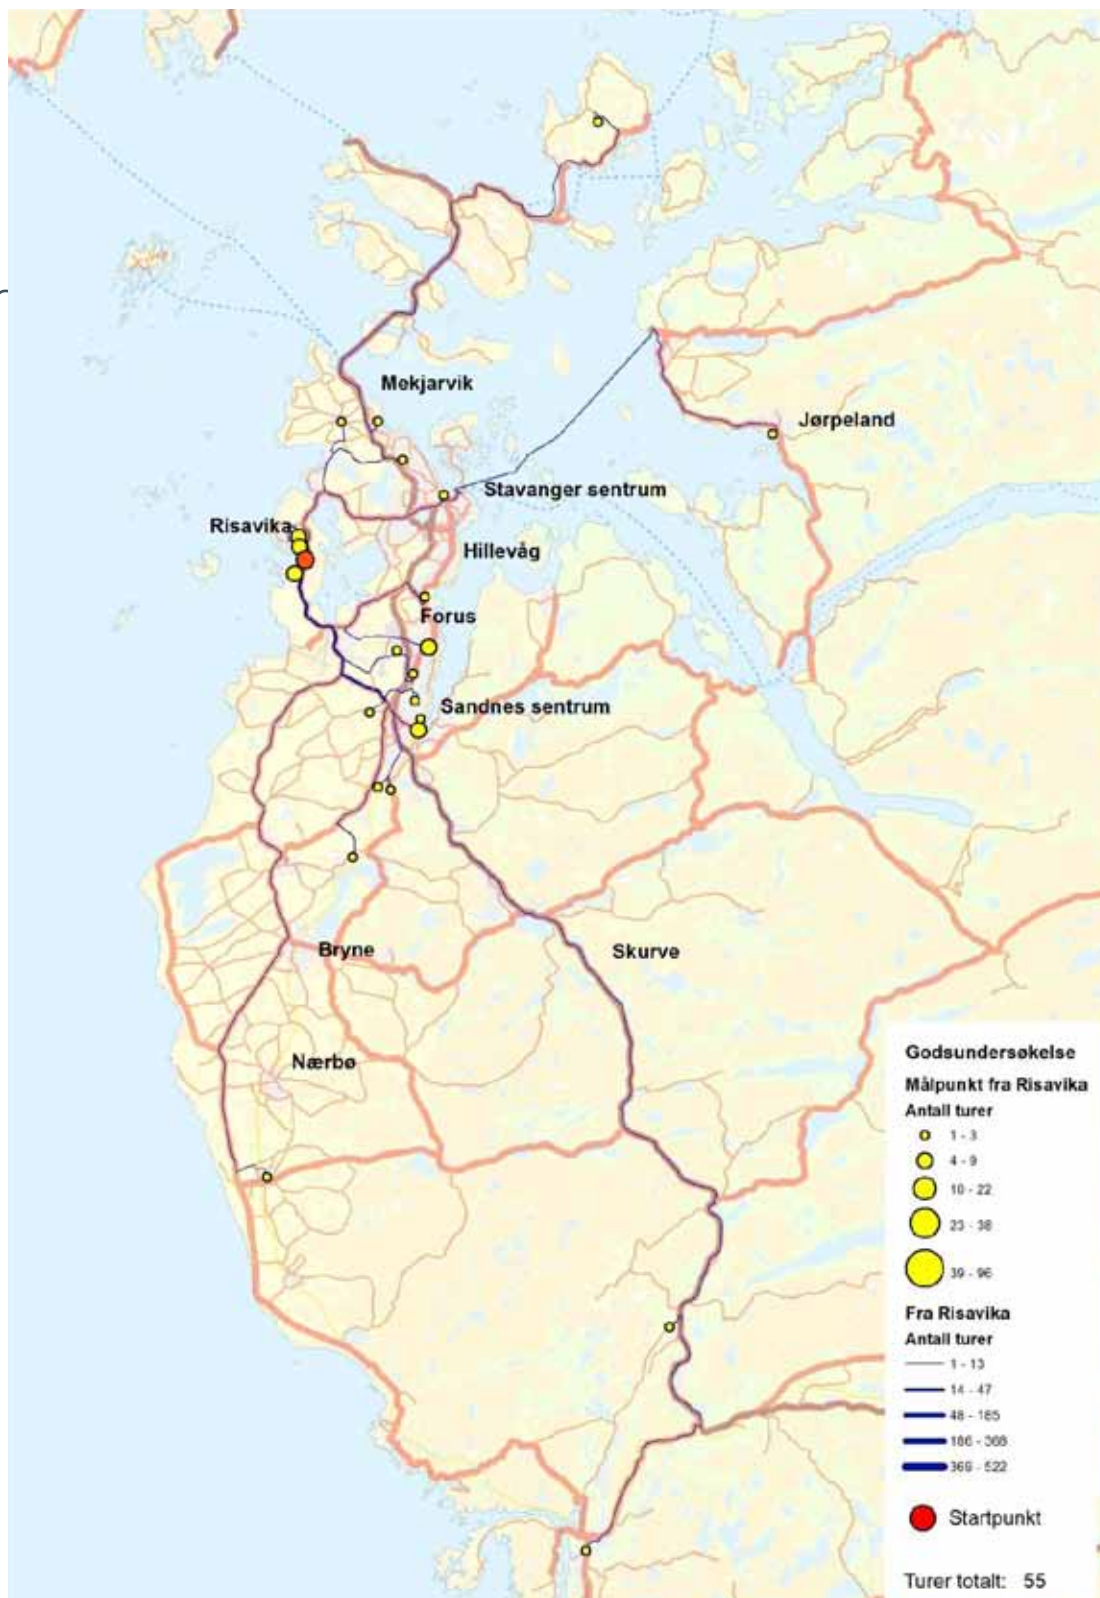 Mekjarvik
Jørpeland
Stavanger sentrum
Risavika
Hillevåg
Forus
Sandnes sentrum
Bryne
Skurve
Nærbø
Godsundersøkelse
Målpunkt fra Risavika
Antall turer
1 - 3
4 - 9
10 - 22
23 - 38
39 - 96
Fra Risavika
Antall turer
1 - 13
14 - 47
48 - 185
186 - 368
369 - 522
Startpunkt
Turer totalt: 55